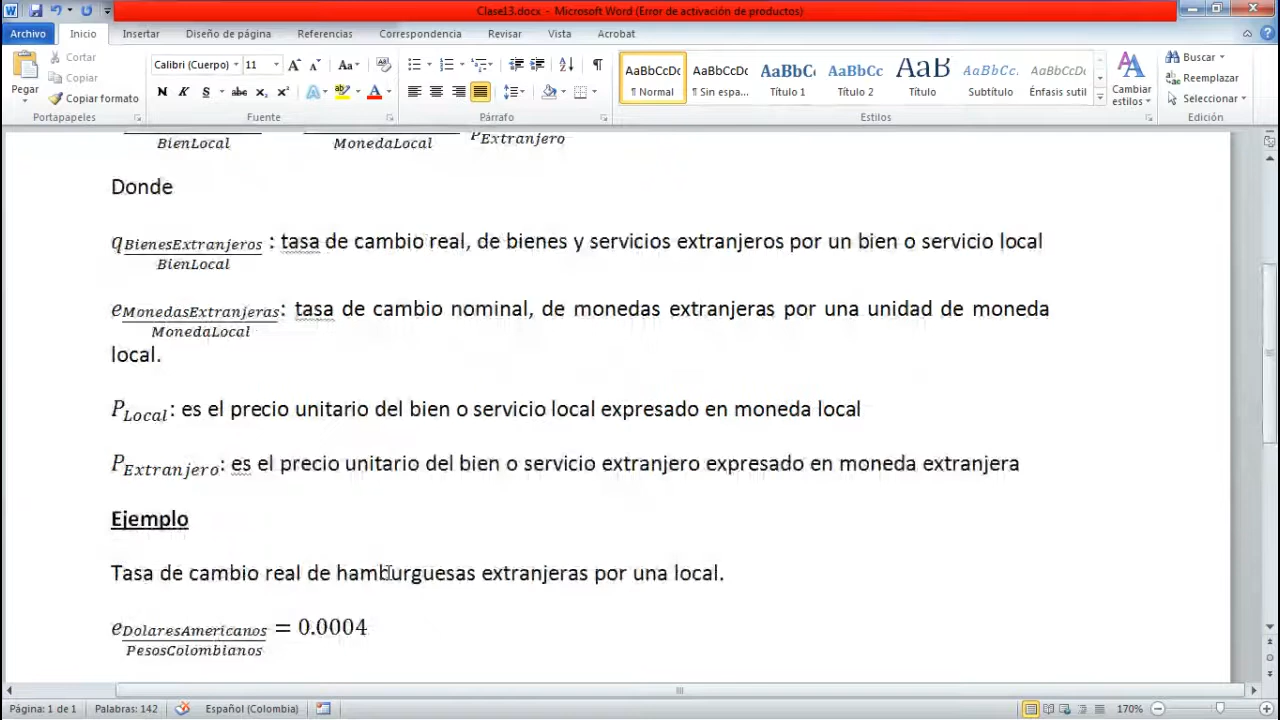 Clase13.docx - Microsoft Word (Error de activación de productos)
Archivo Inicio Insertar Diseño de página Referencias Correspondencia Revisar Vista Acrobat
Pegar
Cortar
Copiar
Copiar formato
Portapapeles
Calibri (Cuerpo) 11
N K S abc x₂ x²
Fuente
Párrafo
AaBbCcDc ¶ Normal
AaBbCcDc ¶ Sin espa...
AaBbC Título 1
AaBbCc Título 2
AaB Título
AaBbCc. Subtítulo
AaBbCcDc Énfasis sutil
Cambiar estilos
Estilos
Buscar
Reemplazar
Seleccionar
Edición
BienLocal MonedaLocal P Extranjero
Donde
q BienesExtranjeros : tasa de cambio real, de bienes y servicios extranjeros por un bien o servicio local
BienLocal
e MonedasExtranjeras: tasa de cambio nominal, de monedas extranjeras por una unidad de moneda
MonedaLocal
local.
P Local: es el precio unitario del bien o servicio local expresado en moneda local
P Extranjero: es el precio unitario del bien o servicio extranjero expresado en moneda extranjera
Ejemplo
Tasa de cambio real de hamburguesas extranjeras por una local.
e DolaresAmericanos = 0.0004
PesosColombianos
Página: 1 de 1 Palabras: 142 Español (Colombia) 170%